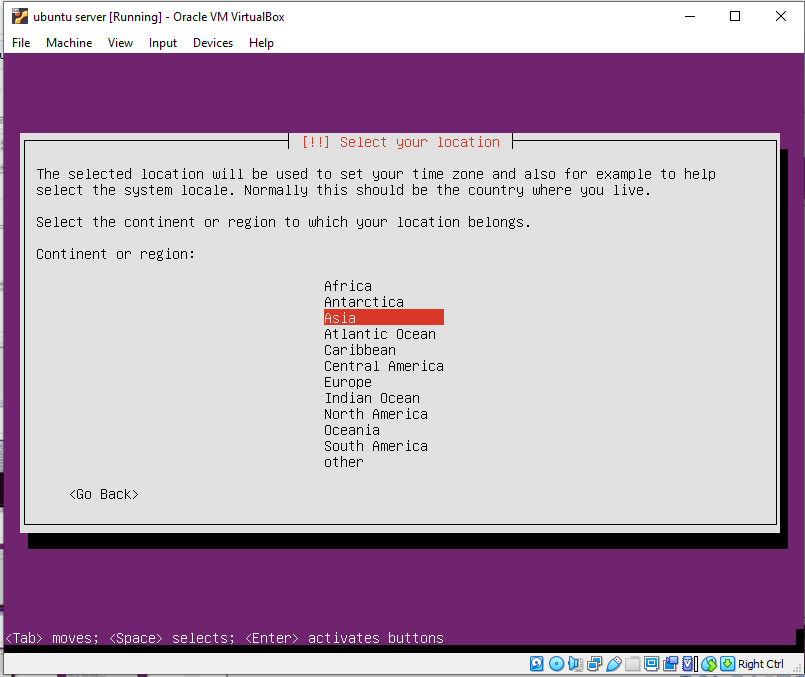 ubuntu server [Running] - Oracle VM VirtualBox
File Machine View Input Devices Help
[!!] Select your location
The selected location will be used to set your time zone and also for example to help
select the system locale. Normally this should be the country where you live.
Select the continent or region to which your location belongs.
Continent or region:
Africa
Antarctica
Asia
Atlantic Ocean
Caribbean
Central America
Europe
Indian Ocean
North America
Oceania
South America
other
<Go Back>
<Tab> moves; <Space> selects; <Enter> activates buttons
Right Ctrl